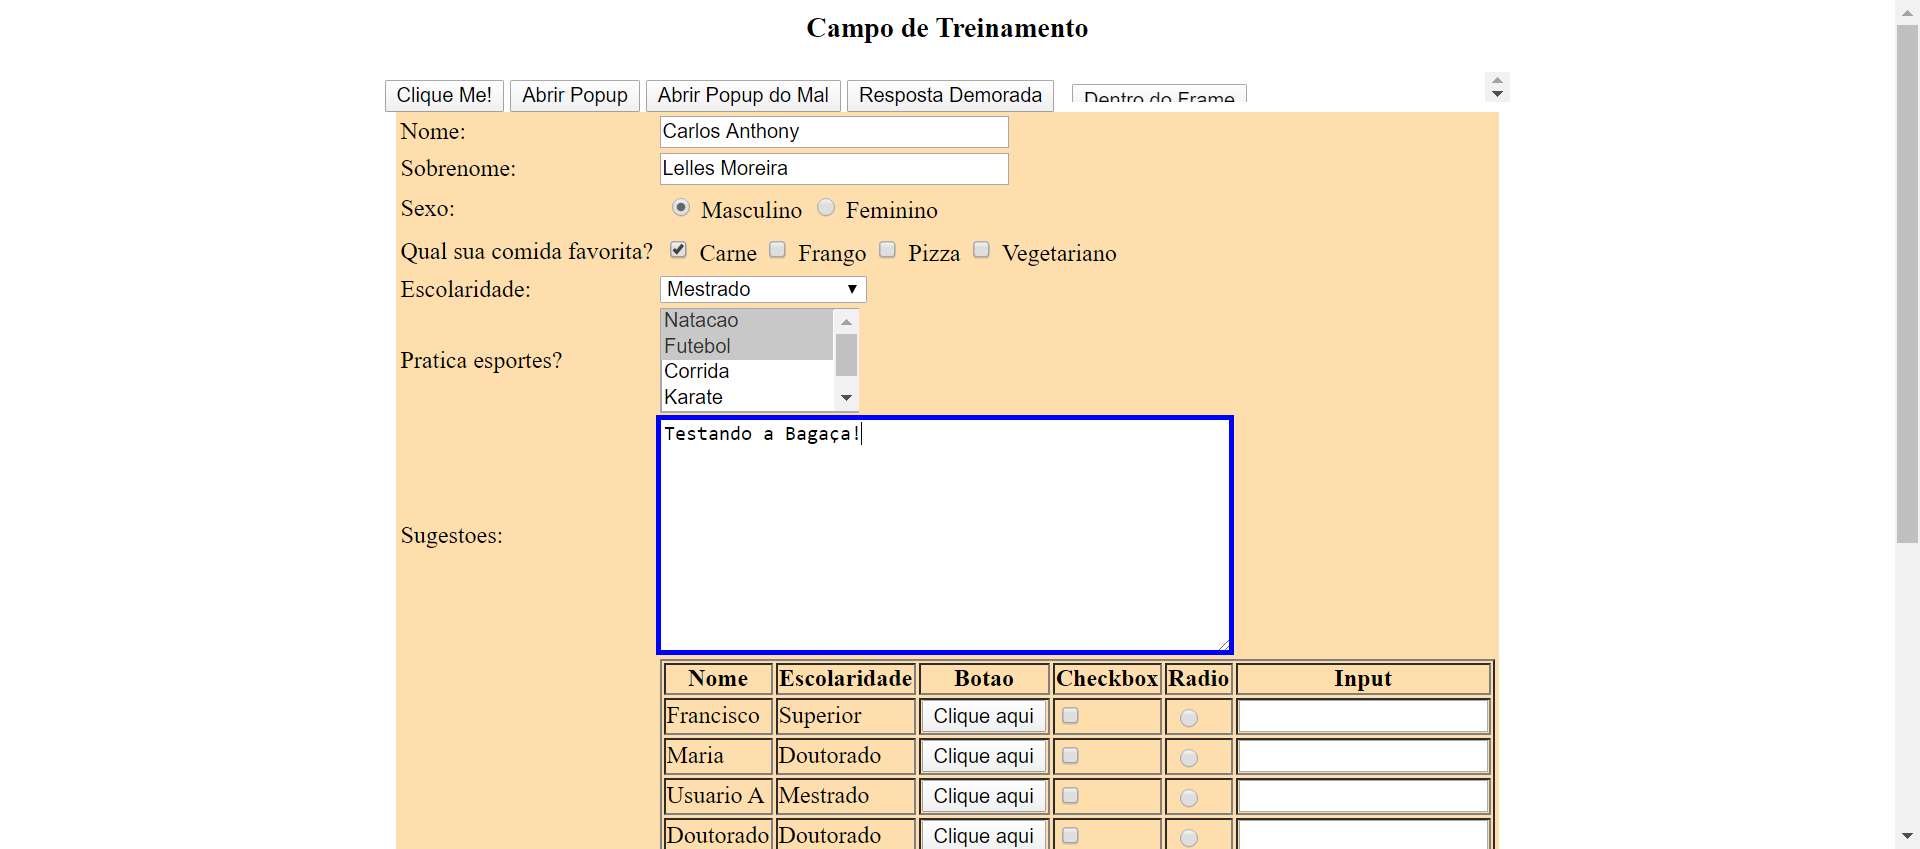 Campo de Treinamento
Clique Me! Abrir Popup Abrir Popup do Mal Resposta Demorada Dentro do Frame
Nome: Carlos Anthony
Sobrenome: Lelles Moreira
Sexo: Masculino Feminino
Qual sua comida favorita? Carne Frango Pizza Vegetariano
Escolaridade: Mestrado
Pratica esportes?
Natacao
Futebol
Corrida
Karate
Sugestoes:
Testando a Bagaça!
Nome Escolaridade Botao Checkbox Radio Input
Francisco Superior Clique aqui
Maria Doutorado Clique aqui
Usuario A Mestrado Clique aqui
Doutorado Doutorado Clique aqui